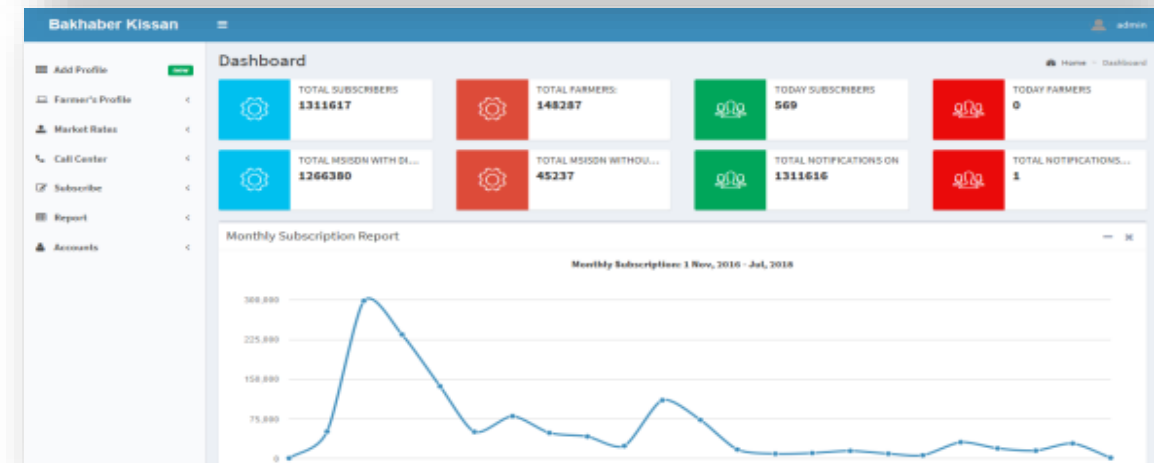 Bakhaber Kissan
admin
Add Profile
new
Farmer's Profile
Market Rates
Call Center
Subscribe
Report
Accounts
Dashboard
Home - Dashboard
TOTAL SUBSCRIBERS
1311617
TOTAL FARMERS:
148287
TODAY SUBSCRIBERS
569
TODAY FARMERS
0
TOTAL MSISDN WITH DI...
1266380
TOTAL MSISDN WITHOU...
45237
TOTAL NOTIFICATIONS ON
1311616
TOTAL NOTIFICATIONS...
1
Monthly Subscription Report
Monthly Subscription: 1 Nov, 2016 - Jul, 2018
300,000
225,000
150,000
75,000
0